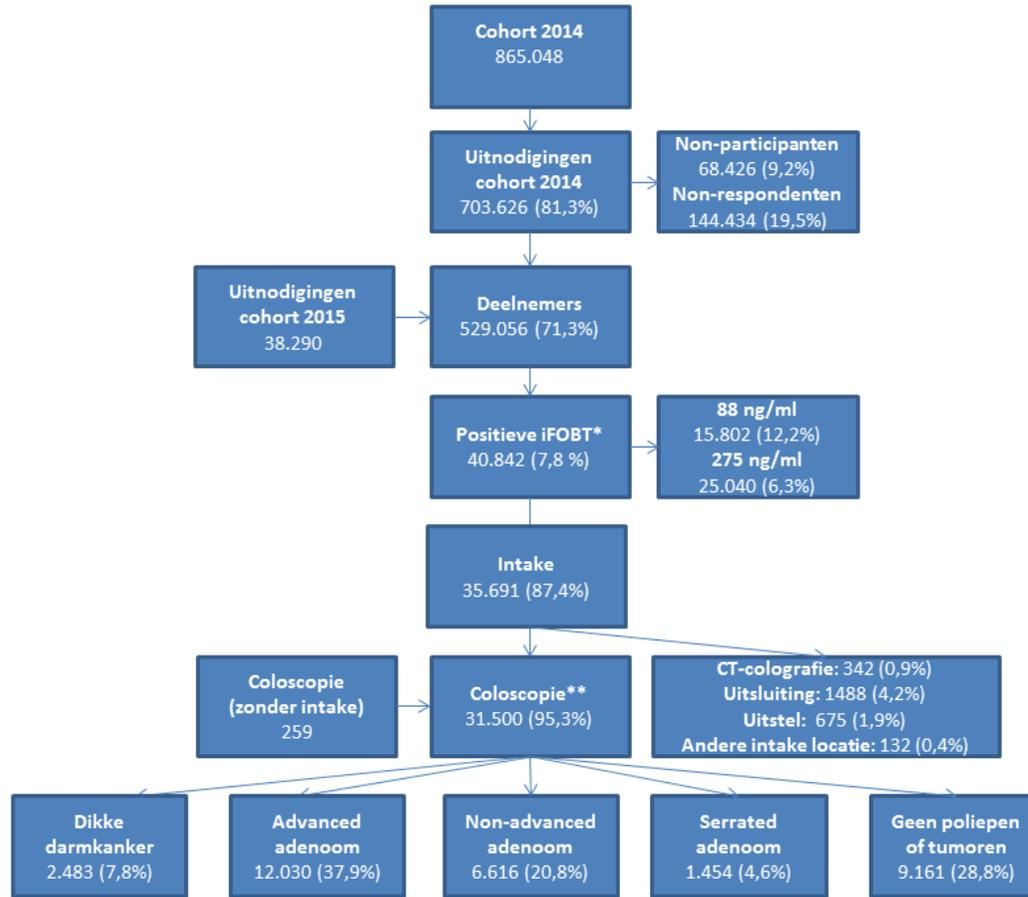 Cohort 2014
865.048
Uitnodigingen
cohort 2014
703.626 (81,3%)
Non-participanten
68.426 (9,2%)
Non-respondenten
144.434 (19,5%)
Uitnodigingen
cohort 2015
38.290
Deelnemers
529.056 (71,3%)
Positieve iFOBT*
40.842 (7,8 %)
88 ng/ml
15.802 (12,2%)
275 ng/ml
25.040 (6,3%)
Intake
35.691 (87,4%)
Coloscopie
(zonder intake)
259
Coloscopie**
31.500 (95,3%)
CT-colografie: 342 (0,9%)
Uitsluiting: 1488 (4,2%)
Uitstel: 675 (1,9%)
Andere intake locatie: 132 (0,4%)
Dikke
darmkanker
2.483 (7,8%)
Advanced
adenoom
12.030 (37,9%)
Non-advanced
adenoom
6.616 (20,8%)
Serrated
adenoom
1.454 (4,6%)
Geen poliepen
of tumoren
9.161 (28,8%)